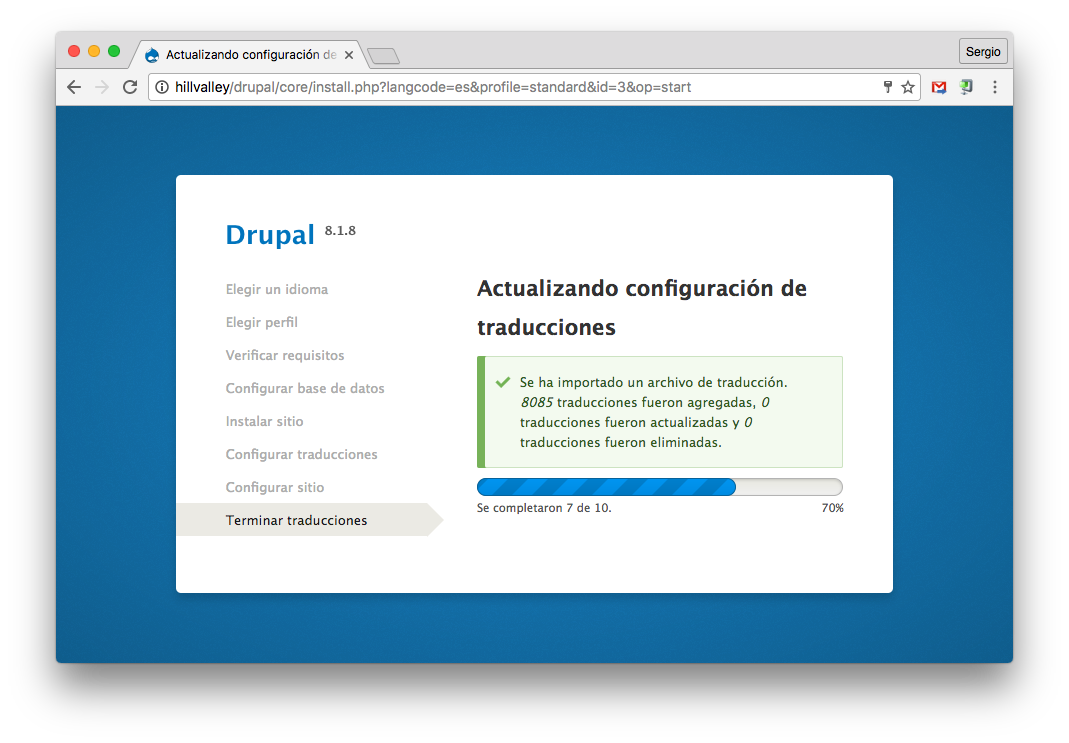 Actualizando configuración de
Sergio
hillvalley/drupal/core/install.php?langcode=es&profile=standard&id=3&op=start
Drupal 8.1.8
Elegir un idioma
Elegir perfil
Verificar requisitos
Configurar base de datos
Instalar sitio
Configurar traducciones
Configurar sitio
Terminar traducciones
Actualizando configuración de
traducciones
Se ha importado un archivo de traducción.
8085 traducciones fueron agregadas, 0
traducciones fueron actualizadas y 0
traducciones fueron eliminadas.
Se completaron 7 de 10.
70%